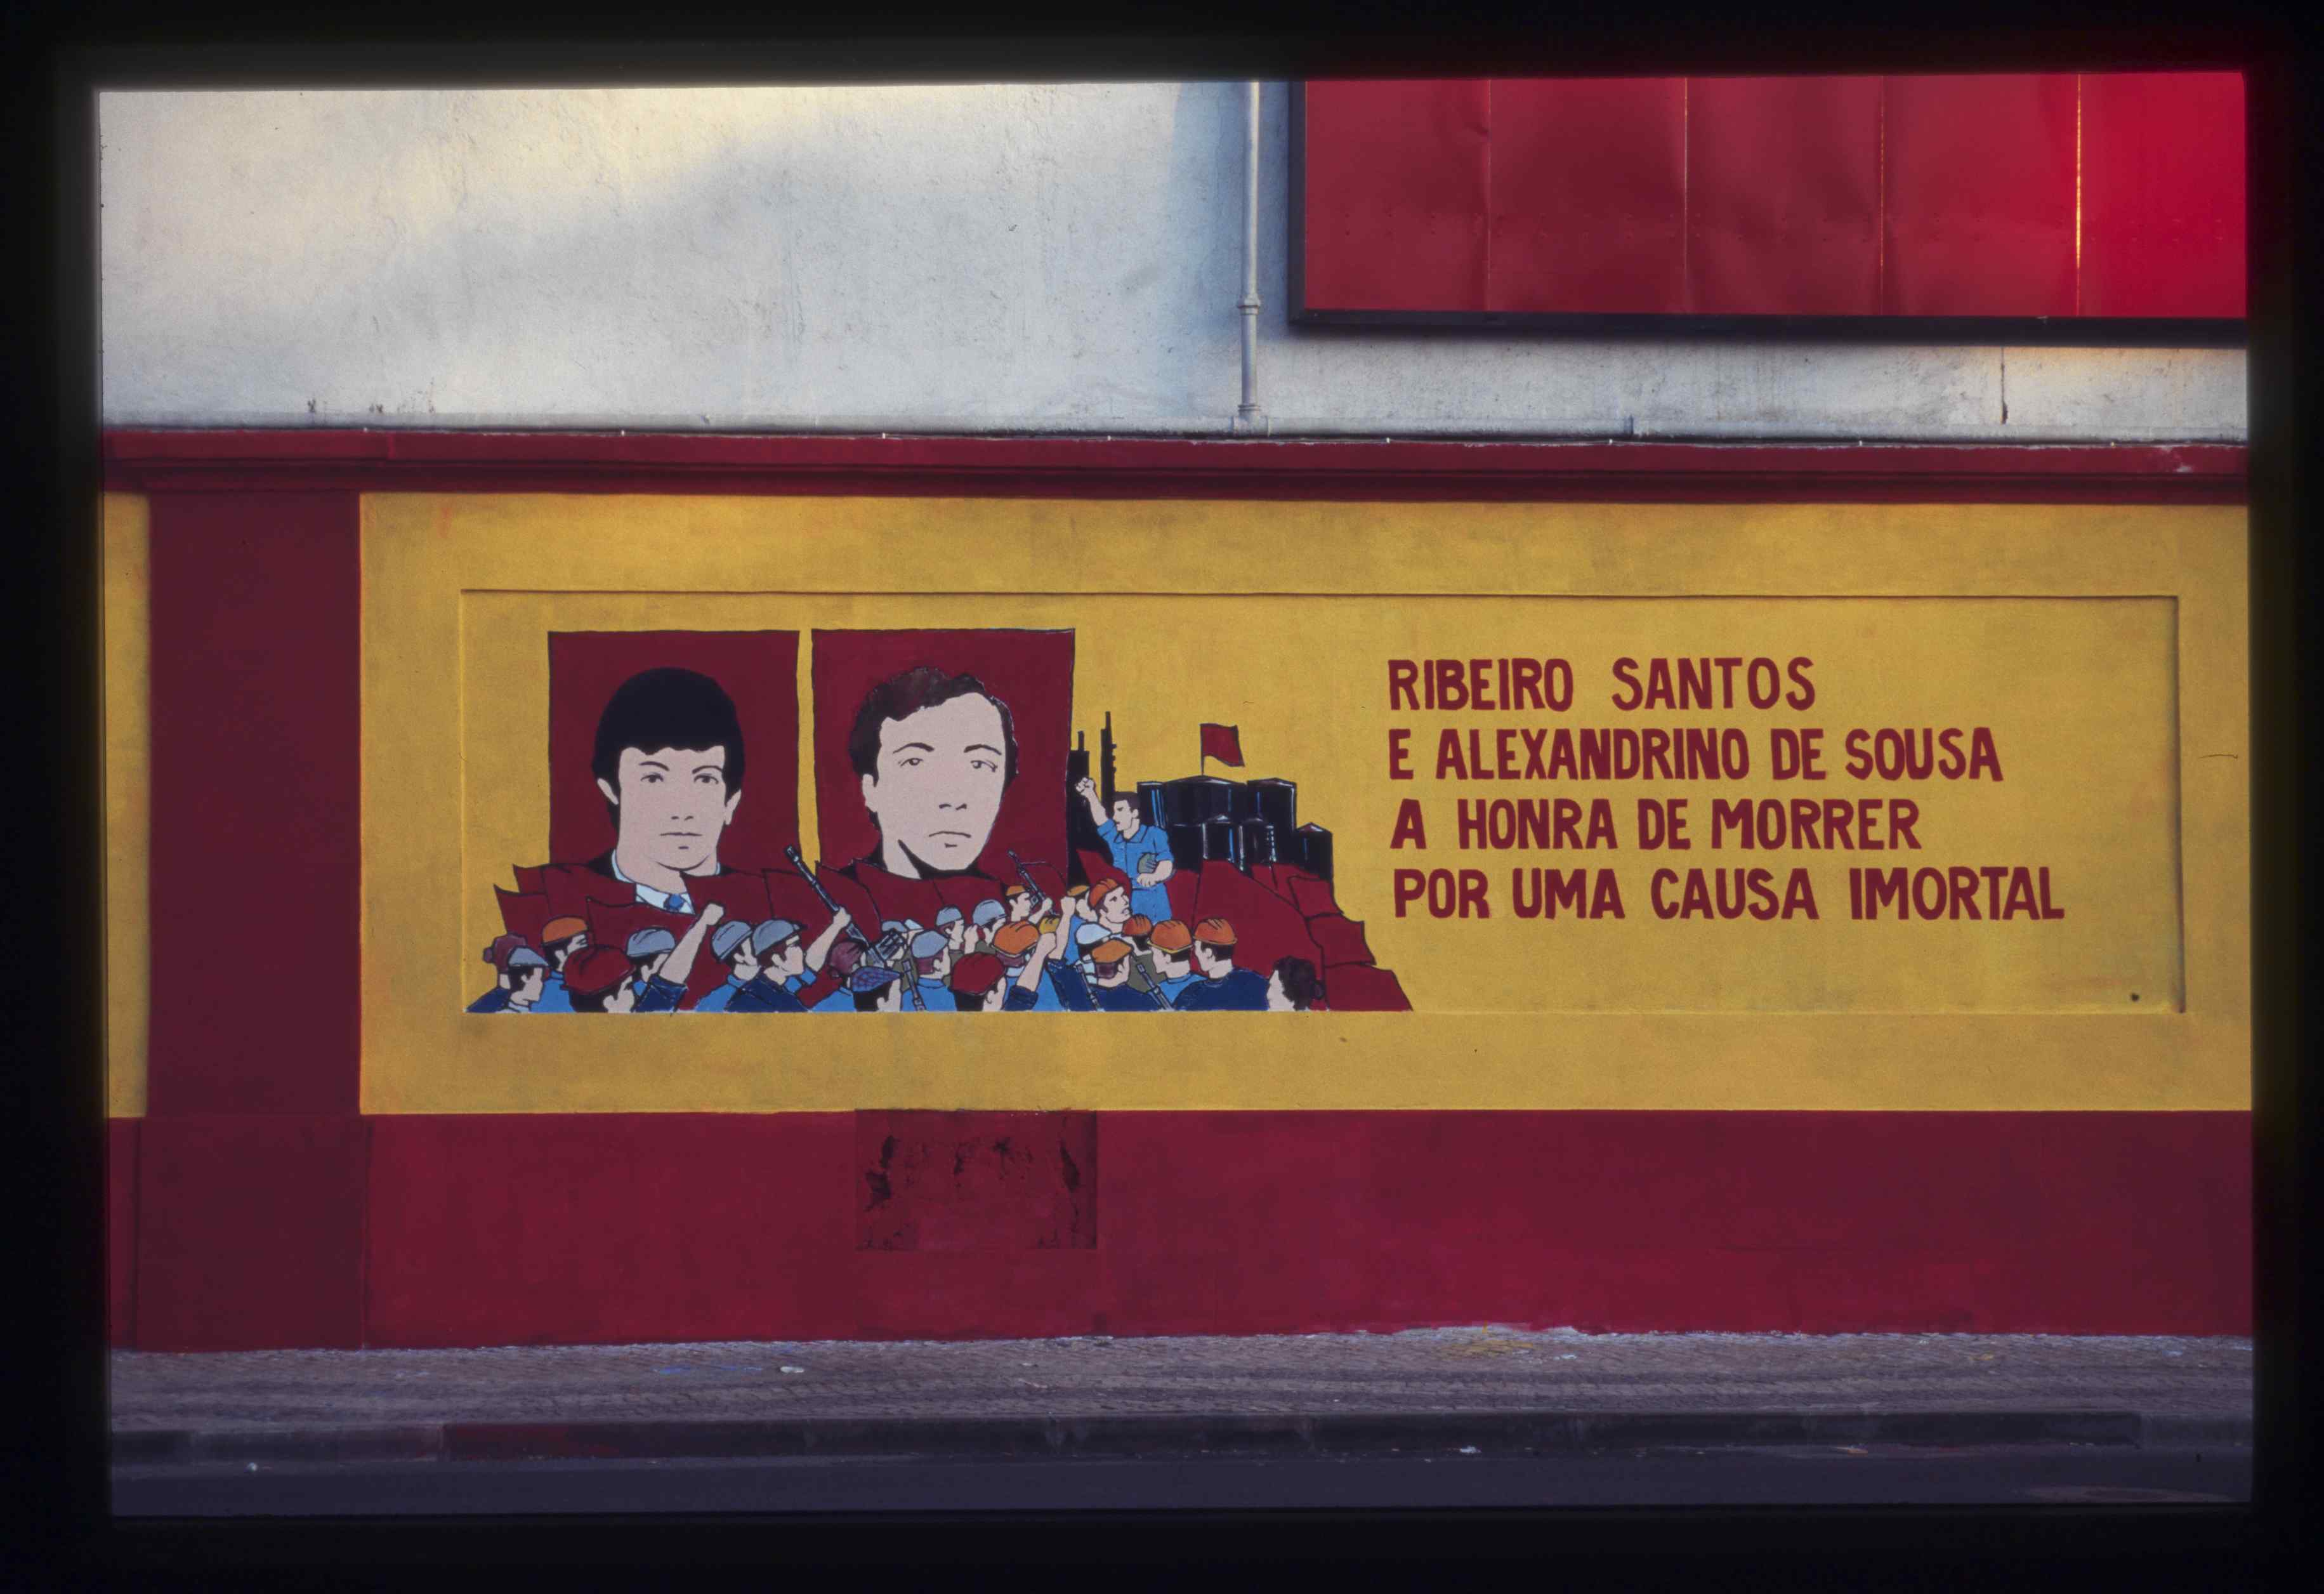 RIBEIRO SANTOS
E ALEXANDRINO DE SOUSA
A HONRA DE MORRER
POR UMA CAUSA IMORTAL